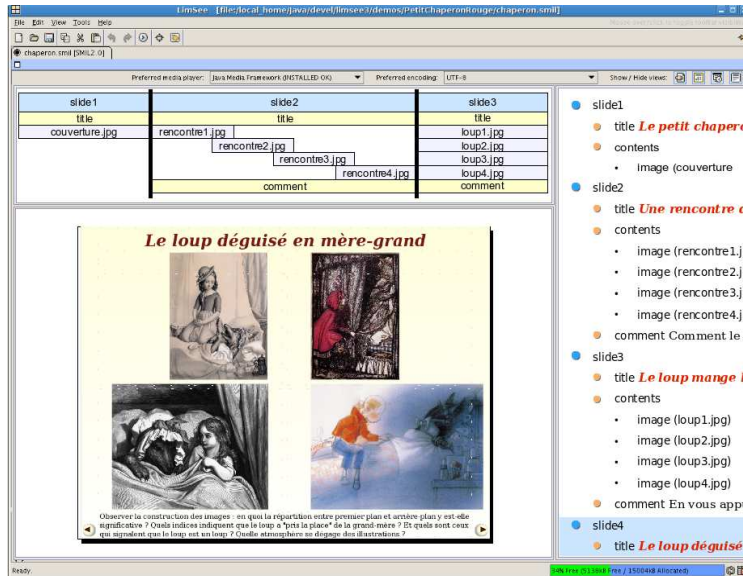 LimSee [file:/local_home/java/devel/limsee3/demos/PetitChaperonRouge/chaperon.smil]
File Edit View Tools Help
chaperon.smil [SMIL2.0]
Preferred media player: Java Media Framework (INSTALLED OK) Preferred encoding: UTF-8 Show / Hide views:
slide1 slide2 slide3
title title title
couverture.jpg rencontre1.jpg loup1.jpg
rencontre2.jpg loup2.jpg
rencontre3.jpg loup3.jpg
rencontre4.jpg loup4.jpg
comment comment
Le loup déguisé en mère-grand
Observer la construction des images : en quoi la répartition entre premier plan et arrière-plan y est-elle
significative ? Quels indices indiquent que le loup a "pris la place" de la grand-mère ? Et quels sont ceux
qui signalent que le loup est un loup ? Quelle atmosphère se dégage des illustrations ?
slide1
title Le petit chapero
contents
image (couverture
slide2
title Une rencontre
contents
image (rencontre1.j
image (rencontre2.j
image (rencontre3.j
image (rencontre4.j
comment Comment le
slide3
title Le loup mange
contents
image (loup1.jpg)
image (loup2.jpg)
image (loup3.jpg)
image (loup4.jpg)
comment En vous app
slide4
title Le loup déguisé
Ready.
94% Free (9136kB Free / 15004kB Allocated)